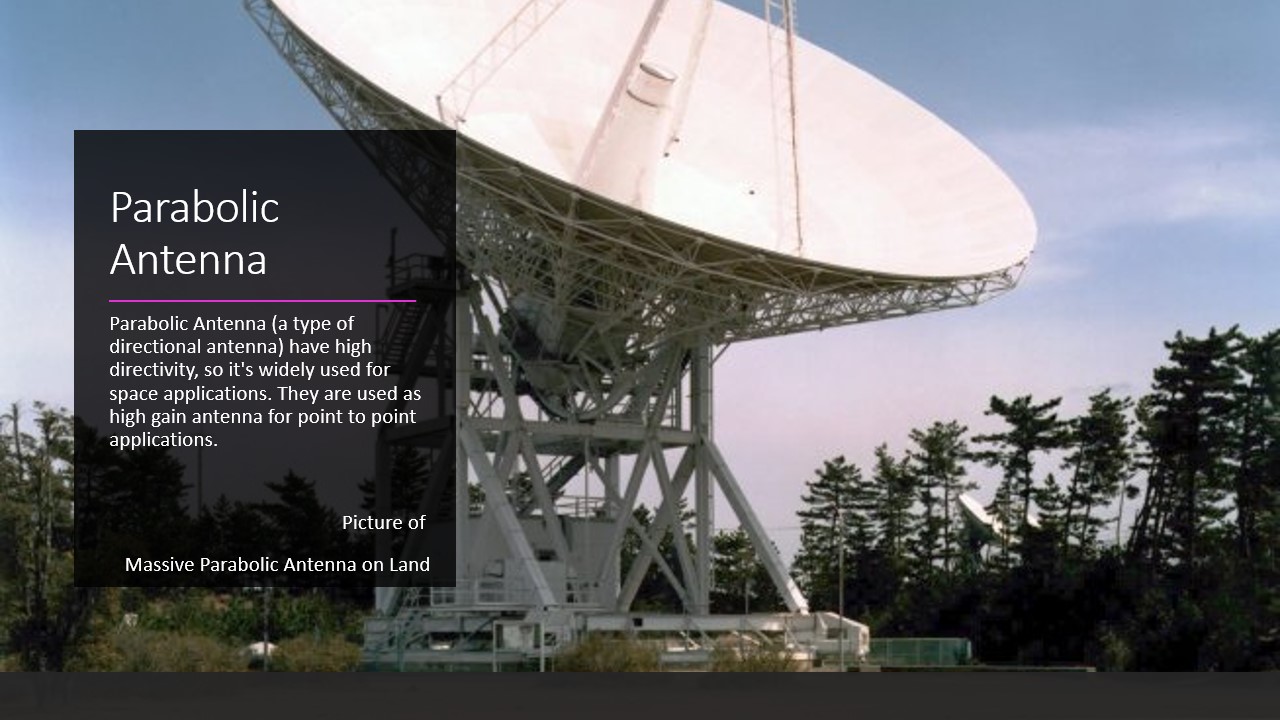 Parabolic
Antenna
Parabolic Antenna (a type of
directional antenna) have high
directivity, so it's widely used for
space applications. They are used as
high gain antenna for point to point
applications.
Picture of
Massive Parabolic Antenna on Land